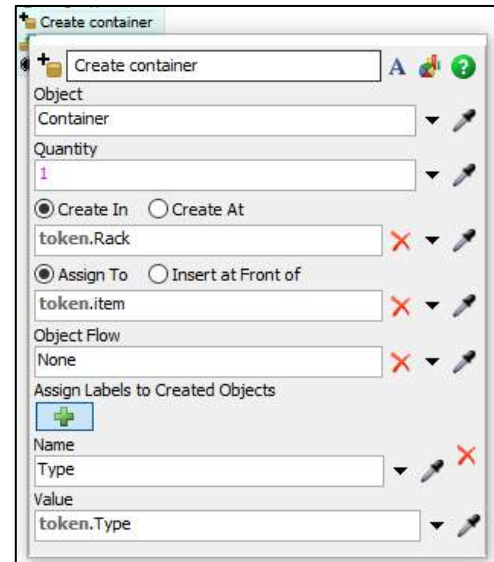 Create container
Create container A
Object
Container
Quantity
1
Create In Create At
token.Rack
Assign To Insert at Front of
token.item
Object Flow
None
Assign Labels to Created Objects
Name
Type
Value
token.Type